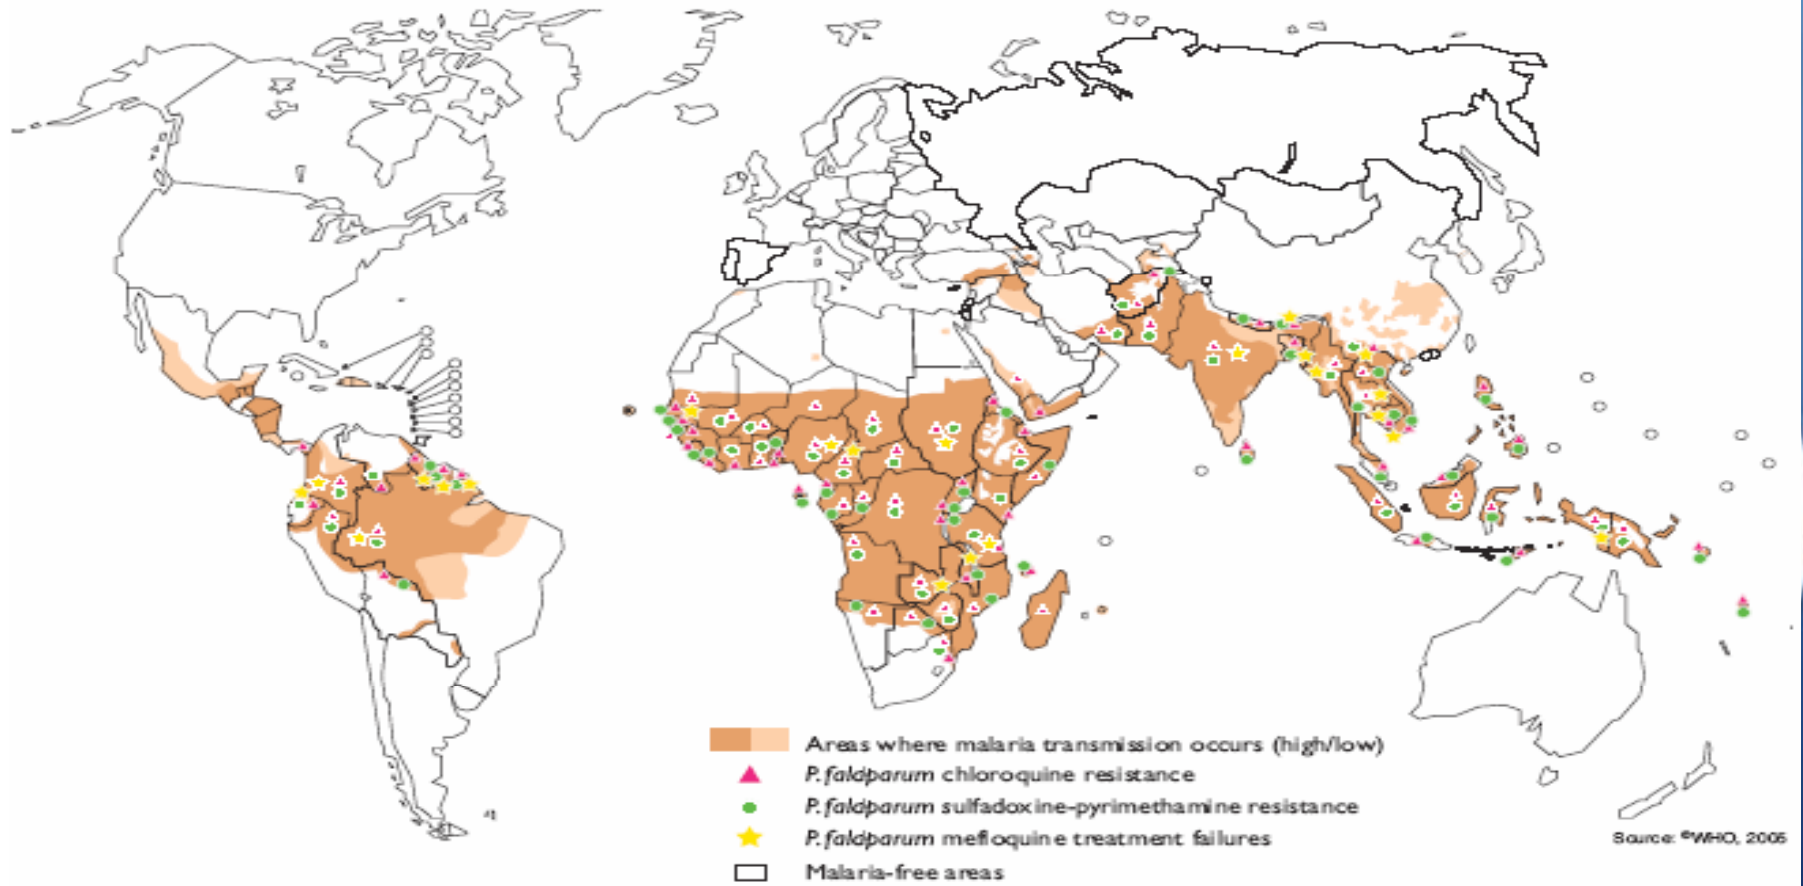 Areas where malaria transmission occurs (high/low)
P. falciparum chloroquine resistance
P. falciparum sulfadoxine-pyrimethamine resistance
P. falciparum mefloquine treatment failures
Malaria-free areas
Source: ©WHO, 2005